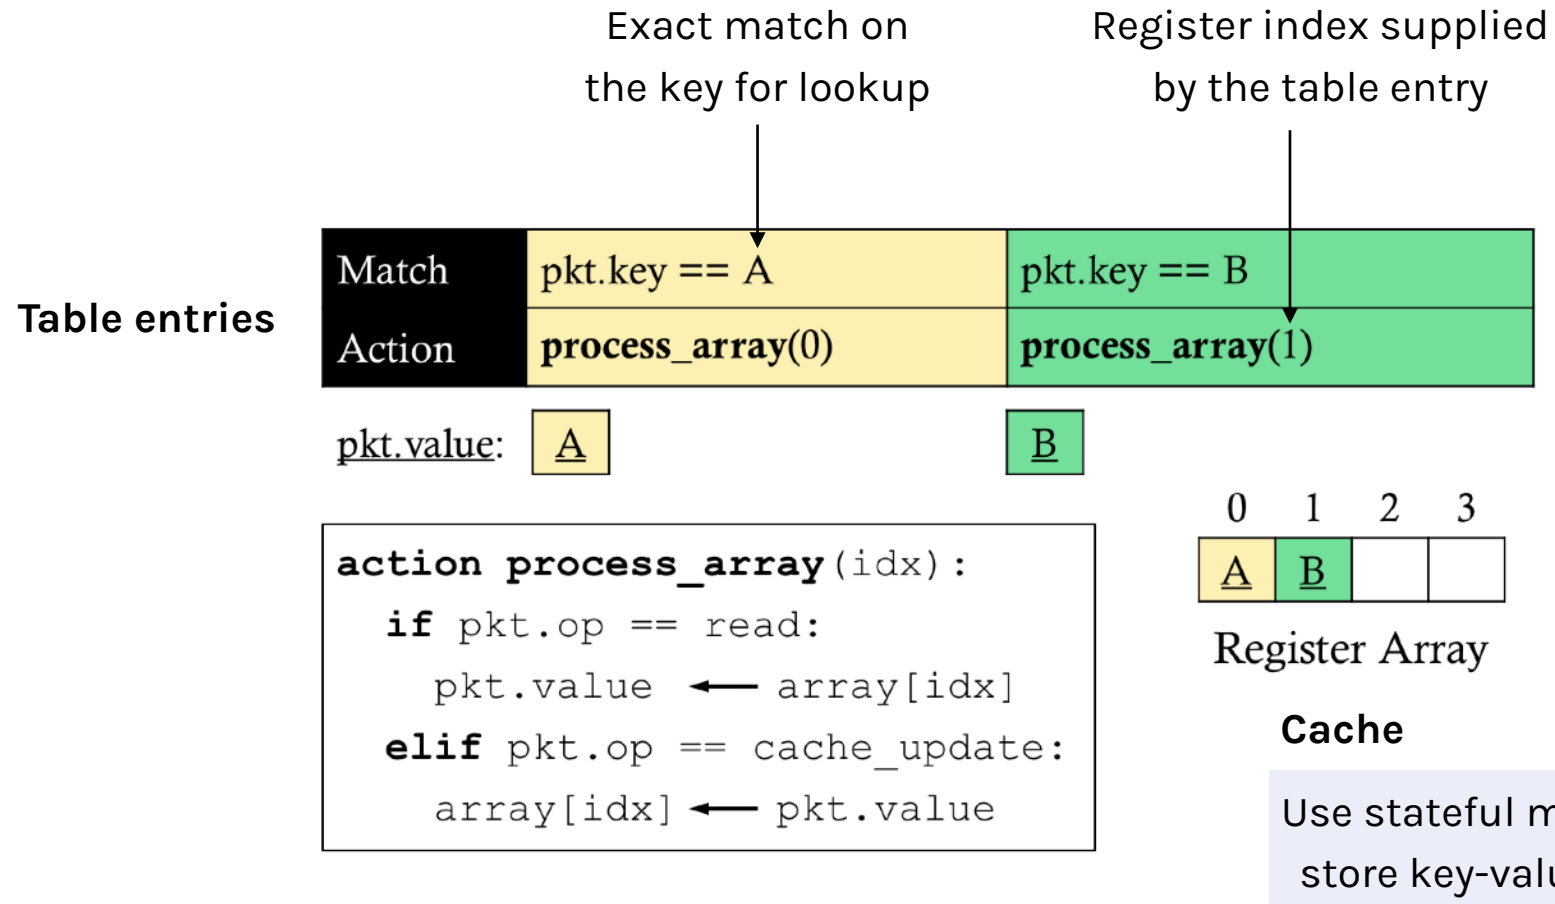 Exact match on
the key for lookup
Register index supplied
by the table entry
Table entries
Match pkt.key == A pkt.key == B
Action process_array(0) process_array(1)
pkt.value: A B
action process_array(idx):
if pkt.op == read:
pkt.value ← array[idx]
elif pkt.op == cache_update:
array[idx] ← pkt.value
0 1 2 3
A B
Register Array
Cache
Use stateful
store